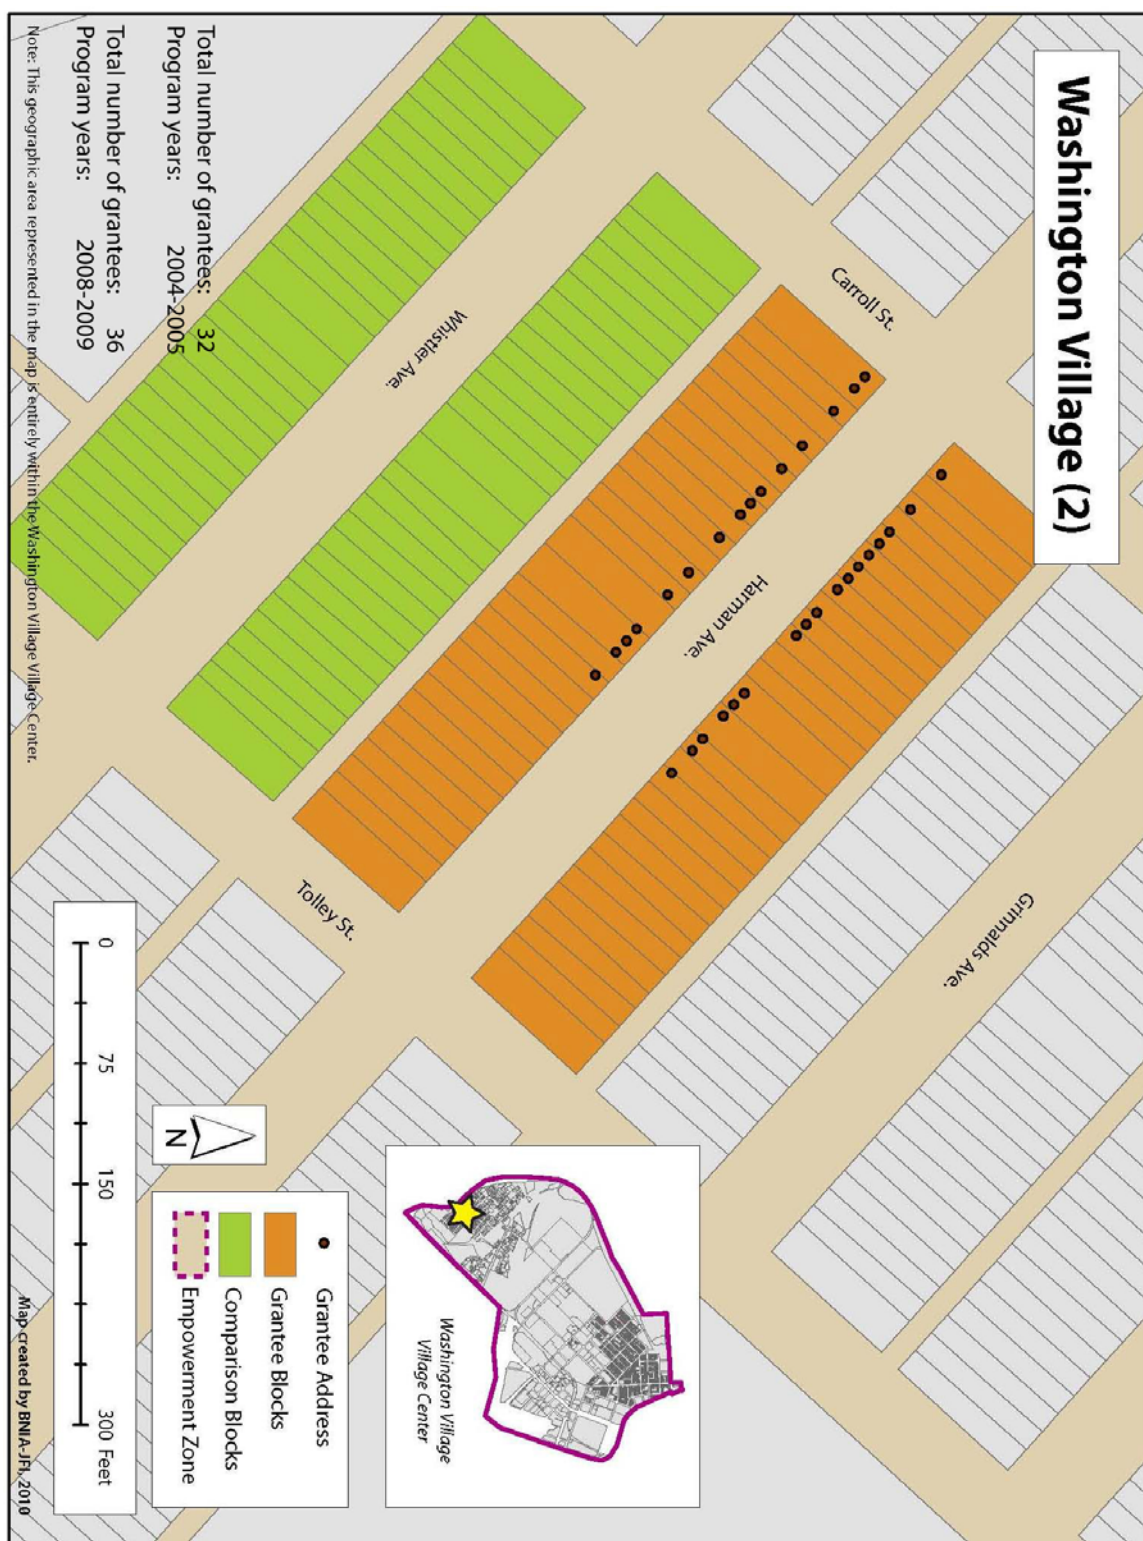 Washington Village (2)
Carroll St.
Whistler Ave.
Harman Ave.
Grinnalds Ave.
Tolley St.
Total number of grantees: 32
Program years: 2004-2005
Total number of grantees: 36
Program years: 2008-2009
Note: This geographic area represented in the map is entirely within the Washington Village Village Center.
0 75 150 300 Feet
N
Washington Village
Village Center
Grantee Address
Grantee Blocks
Comparison Blocks
Empowerment Zone
Map created by BNIA-JFI, 2010